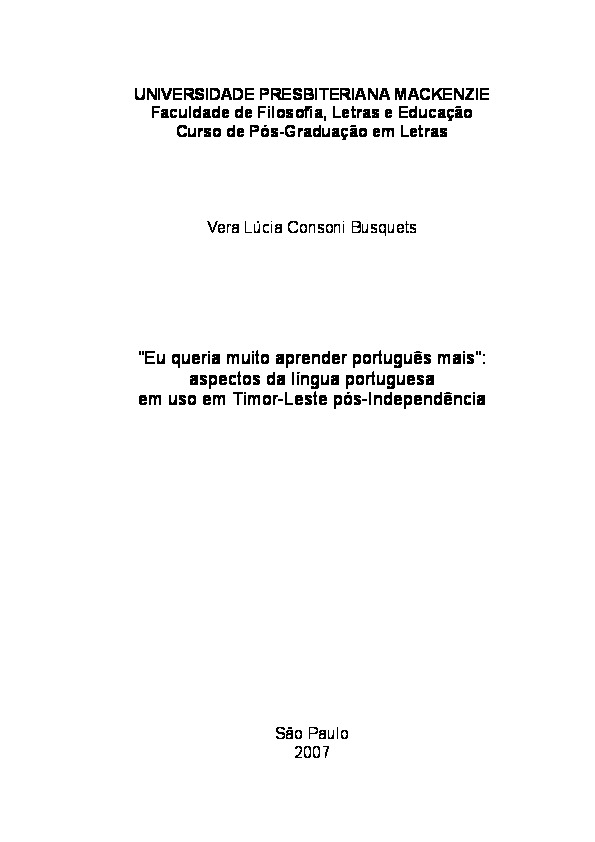 UNIVERSIDADE PRESBITERIANA MACKENZIE
Faculdade de Filosofia, Letras e Educação
Curso de Pós-Graduação em Letras
Vera Lúcia Consoni Busquets
"Eu queria muito aprender português mais":
aspectos da língua portuguesa
em uso em Timor-Leste pós-Independência
São Paulo
2007